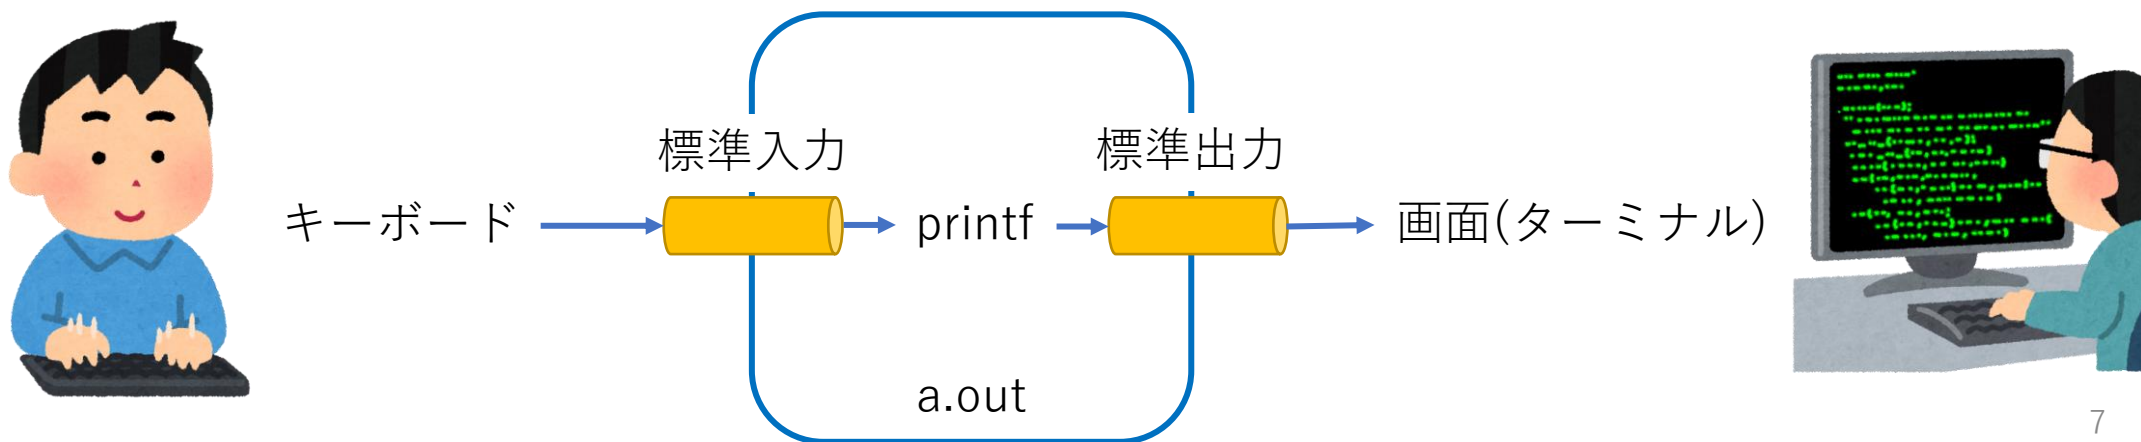 標準入力
標準出力
キーボード
printf
画面(ターミナル)
a.out
7